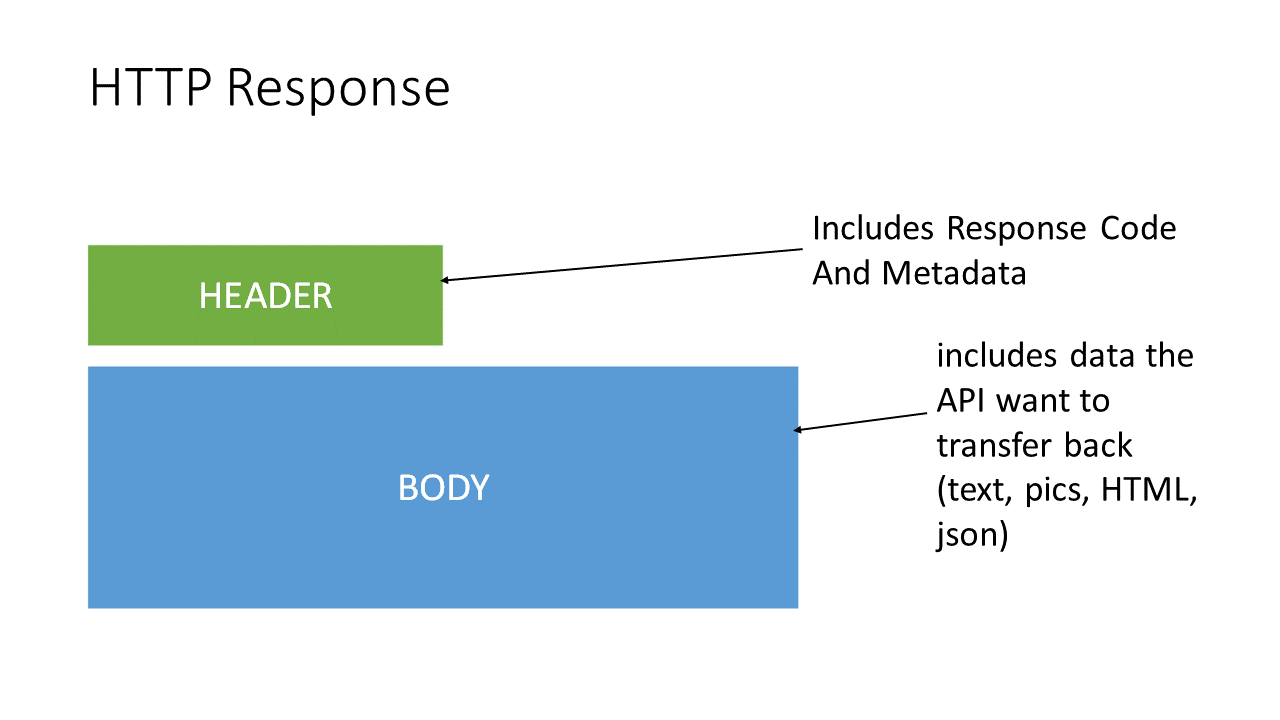 HTTP Response
HEADER
Includes Response Code
And Metadata
BODY
includes data the
API want to
transfer back
(text, pics, HTML,
json)